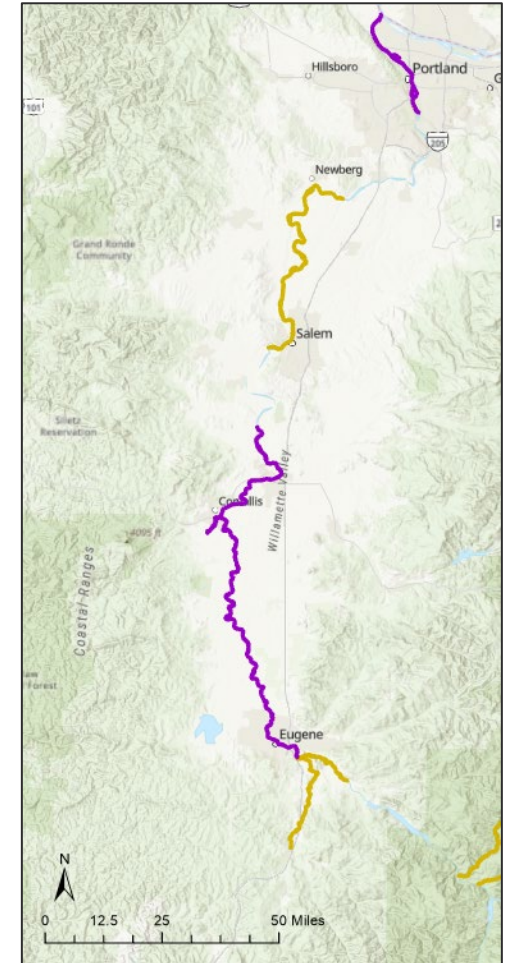 Hillsboro
Portland
101
205
Newberg
Grand Ronde
Community
Salem
Siletz
Reservation
Willamette Valley
4095 ft
Coastal Ranges
Forest
Eugene
N
0 12.5 25 50 Miles